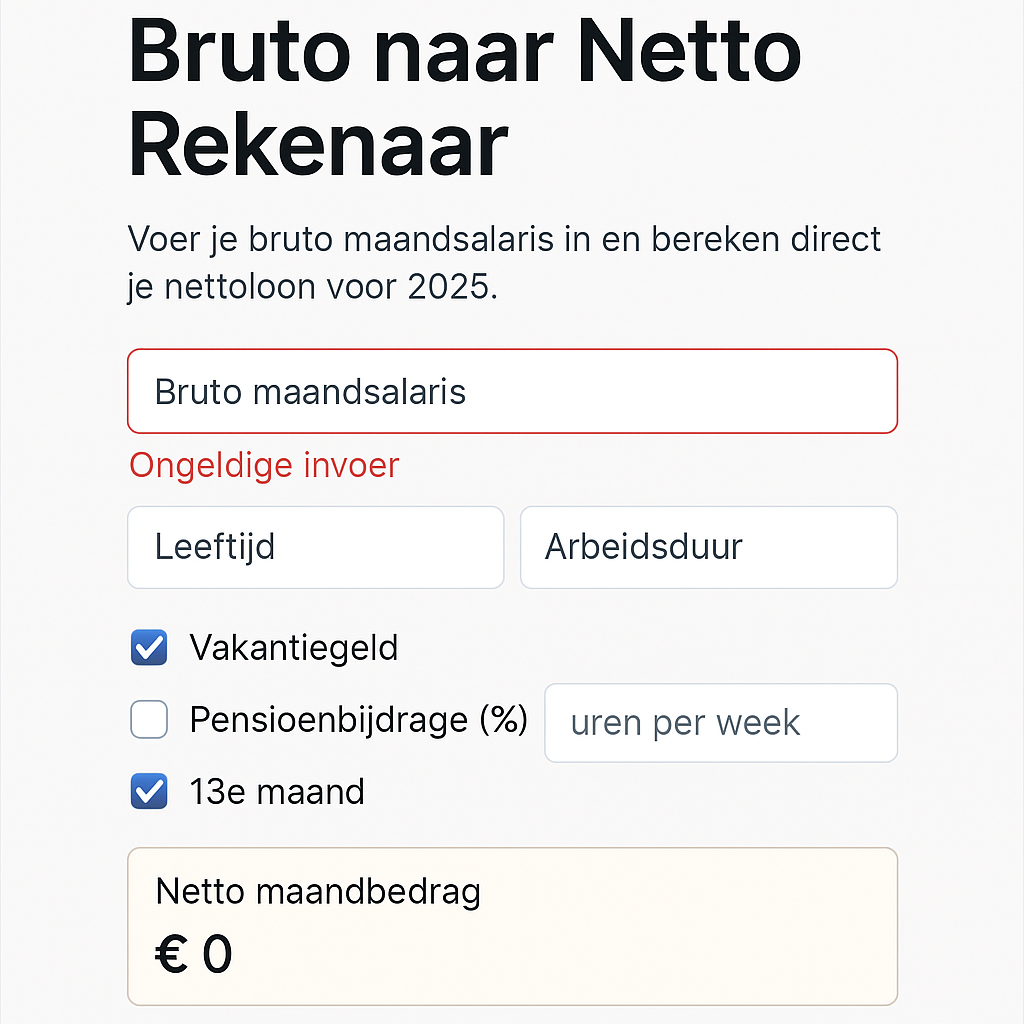 Bruto naar Netto
Rekenaar
Voer je bruto maandsalaris in en bereken direct
je nettoloon voor 2025.
Bruto maandsalaris
Ongeldige invoer
Leeftijd
Arbeidsduur
Vakantiegeld
Pensioenbijdrage (%)
uren per week
13e maand
Netto maandbedrag
€ 0